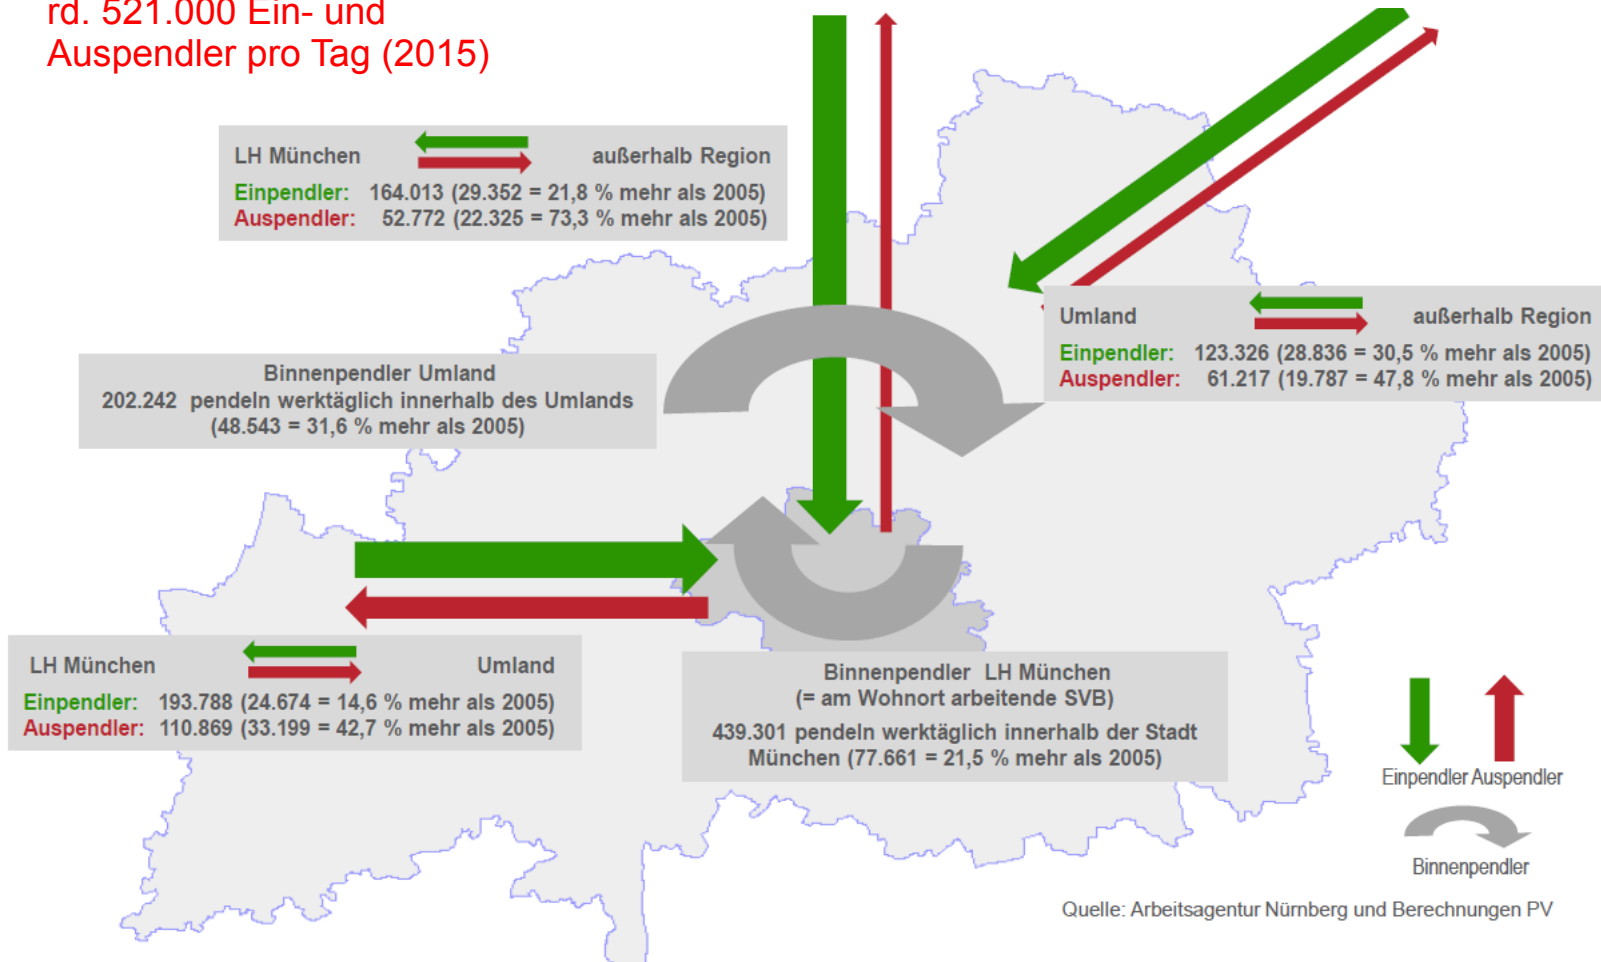 rd. 521.000 Ein- und
Auspendler pro Tag (2015)
LH München außerhalb Region
Einpendler: 164.013 (29.352 = 21,8 % mehr als 2005)
Auspendler: 52.772 (22.325 = 73,3 % mehr als 2005)
Umland außerhalb Region
Einpendler: 123.326 (28.836 = 30,5 % mehr als 2005)
Auspendler: 61.217 (19.787 = 47,8 % mehr als 2005)
Binnenpendler Umland
202.242 pendeln werktäglich innerhalb des Umlands
(48.543 = 31,6 % mehr als 2005)
LH München Umland
Einpendler: 193.788 (24.674 = 14,6 % mehr als 2005)
Auspendler: 110.869 (33.199 = 42,7 % mehr als 2005)
Binnenpendler LH München
(= am Wohnort arbeitende SVB)
439.301 pendeln werktäglich innerhalb der Stadt
München (77.661 = 21,5 % mehr als 2005)
Einpendler Auspendler
Binnenpendler
Quelle: Arbeitsagentur Nürnberg und Berechnungen PV